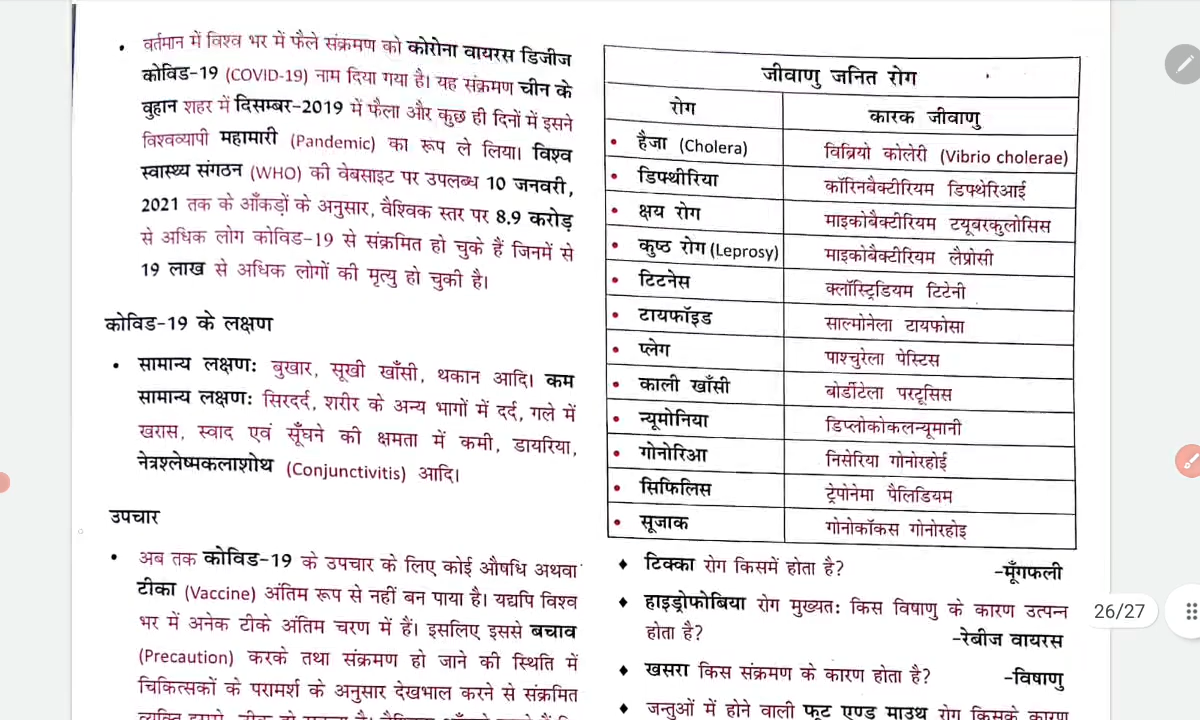 • वर्तमान में विश्व भर में फैले संक्रमण को कोरोना वायरस डिजीज
कोविड-19 (COVID-19) नाम दिया गया है। यह संक्रमण चीन के
वुहान शहर में दिसम्बर-2019 में फैला और कुछ ही दिनों में इसने
विश्वव्यापी महामारी (Pandemic) का रूप ले लिया। विश्व
स्वास्थ्य संगठन (WHO) की वेबसाइट पर उपलब्ध 10 जनवरी,
2021 तक के आँकड़ों के अनुसार, वैश्विक स्तर पर 8.9 करोड़
से अधिक लोग कोविड-19 से संक्रमित हो चुके हैं जिनमें से
19 लाख से अधिक लोगों की मृत्यु हो चुकी है।
कोविड-19 के लक्षण
• सामान्य लक्षण: बुखार, सूखी खाँसी, थकान आदि। कम
सामान्य लक्षण: सिरदर्द, शरीर के अन्य भागों में दर्द, गले में
खरास, स्वाद एवं सूँघने की क्षमता में कमी, डायरिया,
नेत्रश्लेष्मकलाशोथ (Conjunctivitis) आदि।
उपचार
• अब तक कोविड-19 के उपचार के लिए कोई औषधि अथवा
टीका (Vaccine) अंतिम रूप से नहीं बन पाया है। यद्यपि विश्व
भर में अनेक टीके अंतिम चरण में हैं। इसलिए इससे बचाव
(Precaution) करके तथा संक्रमण हो जाने की स्थिति में
चिकित्सकों के परामर्श के अनुसार देखभाल करने से संक्रमित
जीवाणु जनित रोग
रोग कारक जीवाणु
• हैजा (Cholera) विब्रियो कोलेरी (Vibrio cholerae)
• डिफ्थीरिया कॉरिनबैक्टीरियम डिफ्थेरिआई
• क्षय रोग माइकोबैक्टीरियम टयूबरकुलोसिस
• कुष्ठ रोग (Leprosy) माइकोबैक्टीरियम लैप्रोसी
• टिटनेस क्लॉस्ट्रिडियम टिटेनी
• टायफॉइड साल्मोनेला टायफोसा
• प्लेग पाश्चुरेला पेस्टिस
• काली खाँसी बोर्डीटेला परटूसिस
• न्यूमोनिया डिप्लोकोकलन्यूमानी
• गोनोरिआ निसेरिया गोनोरहोई
• सिफिलिस ट्रेपोनेमा पैलिडियम
• सूजाक गोनोकॉकस गोनोरहोइ
♦ टिक्का रोग किसमें होता है? -मूँगफली
♦ हाइड्रोफोबिया रोग मुख्यत: किस विषाणु के कारण उत्पन्न
होता है? -रेबीज वायरस
♦ खसरा किस संक्रमण के कारण होता है? -विषाणु
♦ जन्तुओं में होने वाली फूट एण्ड माउथ रोग किसके कारण
26/27